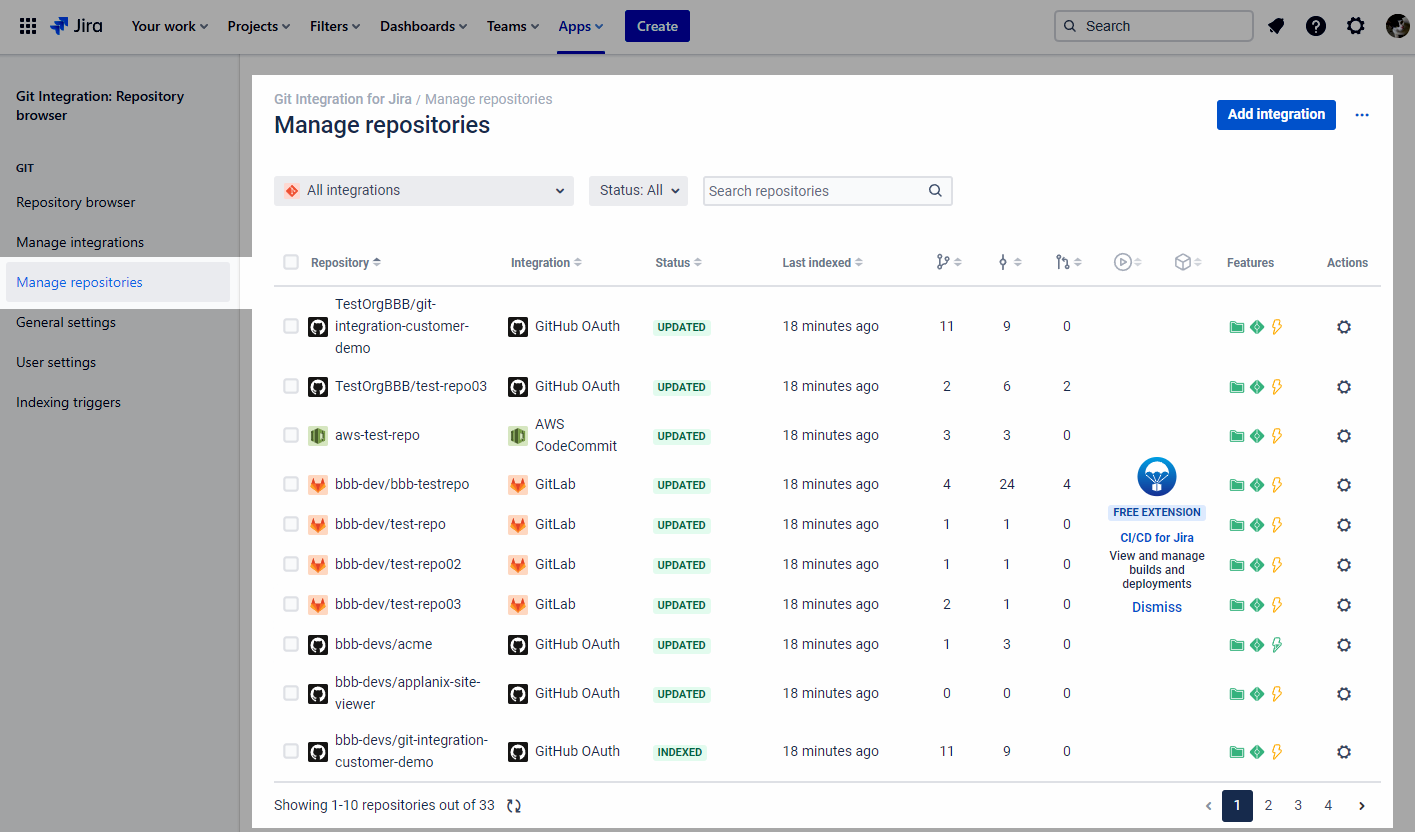 Jira Your work Projects Filters Dashboards Teams Apps Create Search
Git Integration: Repository
browser
GIT
Repository browser
Manage integrations
Manage repositories
General settings
User settings
Indexing triggers
Git Integration for Jira / Manage repositories
Manage repositories
Add integration
All integrations Status: All Search repositories
Repository Integration Status Last indexed Features Actions
TestOrgBBB/git-
integration-customer-
demo
GitHub OAuth UPDATED 18 minutes ago 11 9 0
TestOrgBBB/test-repo03 GitHub OAuth UPDATED 18 minutes ago 2 6 2
aws-test-repo
AWS
CodeCommit
UPDATED 18 minutes ago 3 3 0
bbb-dev/bbb-testrepo GitLab UPDATED 18 minutes ago 4 24 4
bbb-dev/test-repo GitLab UPDATED 18 minutes ago 1 1 0
bbb-dev/test-repo02 GitLab UPDATED 18 minutes ago 1 1 0
bbb-dev/test-repo03 GitLab UPDATED 18 minutes ago 2 1 0
bbb-devs/acme GitHub OAuth UPDATED 18 minutes ago 1 3 0
bbb-devs/applanix-site-
viewer
GitHub OAuth UPDATED 18 minutes ago 0 0 0
bbb-devs/git-integration-
customer-demo
GitHub OAuth INDEXED 18 minutes ago 11 9 0
FREE EXTENSION
CI/CD for Jira
View and manage
builds and
deployments
Dismiss
Showing 1-10 repositories out of 33
1 2 3 4